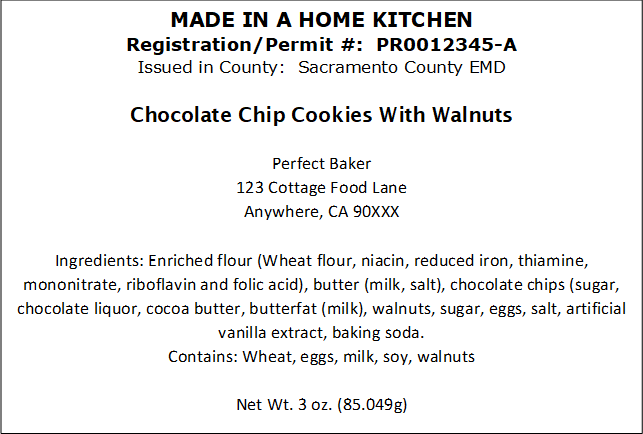 MADE IN A HOME KITCHEN
Registration/Permit #: PR0012345-A
Issued in County: Sacramento County EMD
Chocolate Chip Cookies With Walnuts
Perfect Baker
123 Cottage Food Lane
Anywhere, CA 90XXX
Ingredients: Enriched flour (Wheat flour, niacin, reduced iron, thiamine,
mononitrate, riboflavin and folic acid), butter (milk, salt), chocolate chips (sugar,
chocolate liquor, cocoa butter, butterfat (milk), walnuts, sugar, eggs, salt, artificial
vanilla extract, baking soda.
Contains: Wheat, eggs, milk, soy, walnuts
Net Wt. 3 oz. (85.049g)